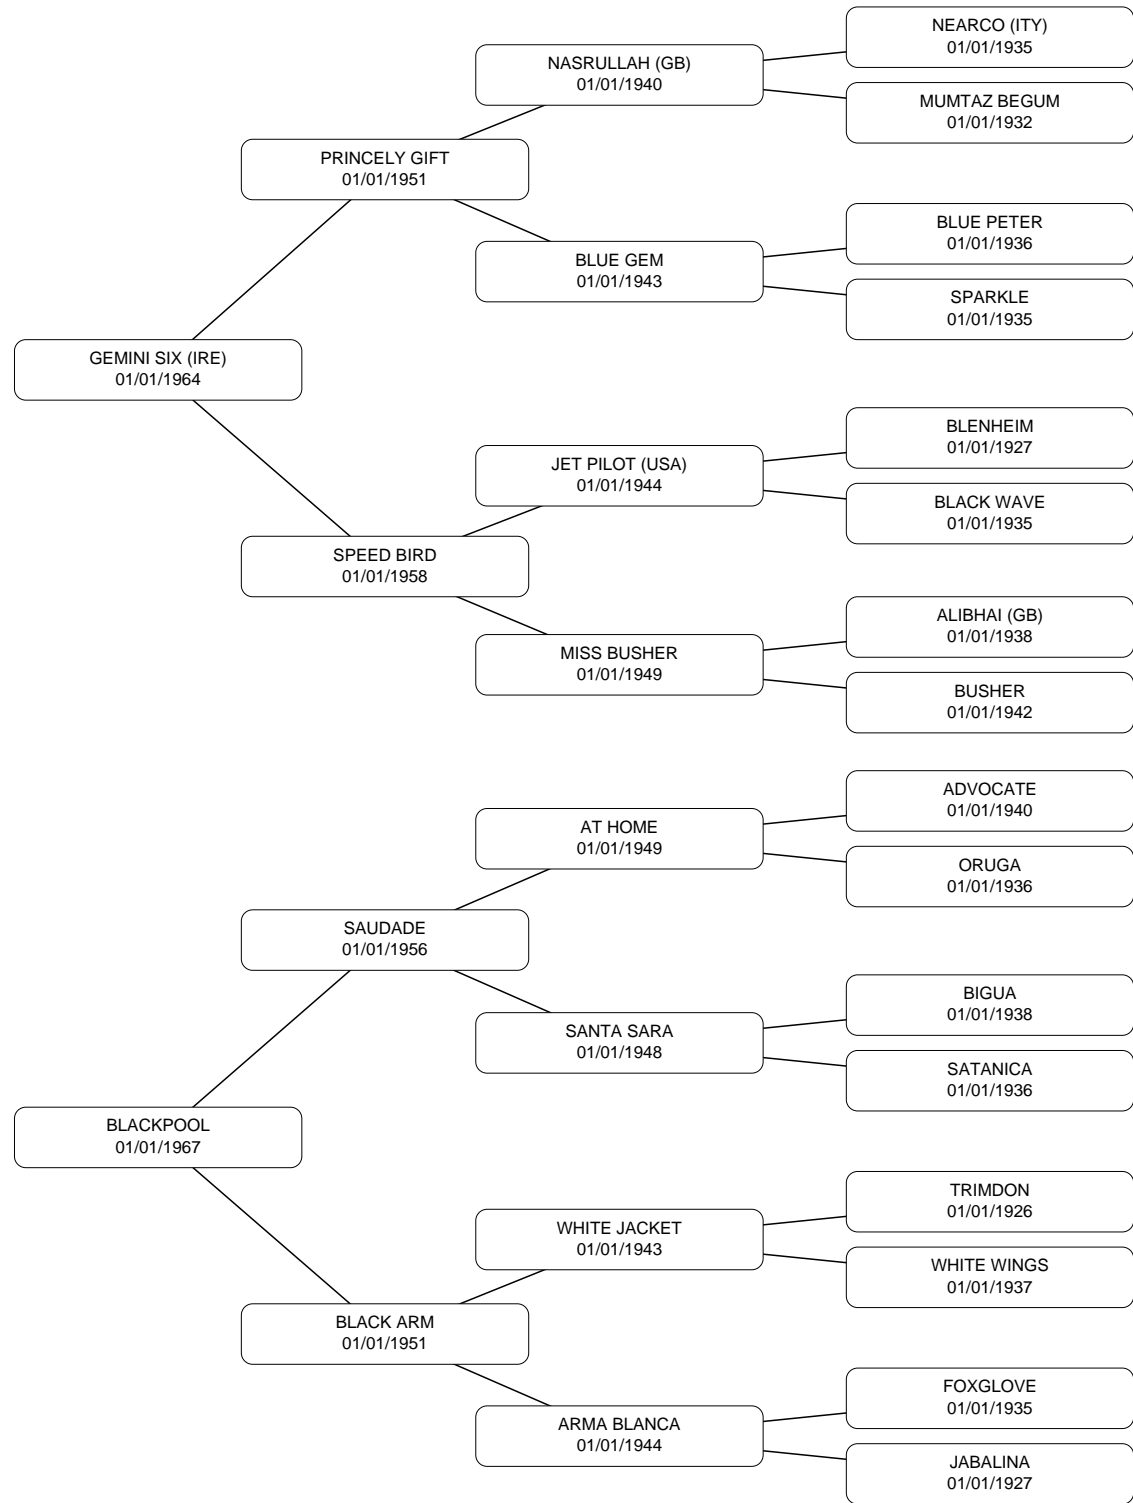 NEARCO (ITY)
01/01/1935
NASRULLAH (GB)
01/01/1940
MUMTAZ BEGUM
01/01/1932
PRINCELY GIFT
01/01/1951
BLUE PETER
01/01/1936
BLUE GEM
01/01/1943
SPARKLE
01/01/1935
GEMINI SIX (IRE)
01/01/1964
BLENHEIM
01/01/1927
JET PILOT (USA)
01/01/1944
BLACK WAVE
01/01/1935
SPEED BIRD
01/01/1958
ALIBHAI (GB)
01/01/1938
MISS BUSHER
01/01/1949
BUSHER
01/01/1942
ADVOCATE
01/01/1940
AT HOME
01/01/1949
ORUGA
01/01/1936
SAUDADE
01/01/1956
BIGUA
01/01/1938
SANTA SARA
01/01/1948
SATANICA
01/01/1936
BLACKPOOL
01/01/1967
TRIMDON
01/01/1926
WHITE JACKET
01/01/1943
WHITE WINGS
01/01/1937
BLACK ARM
01/01/1951
FOXGLOVE
01/01/1935
ARMA BLANCA
01/01/1944
JABALINA
01/01/1927